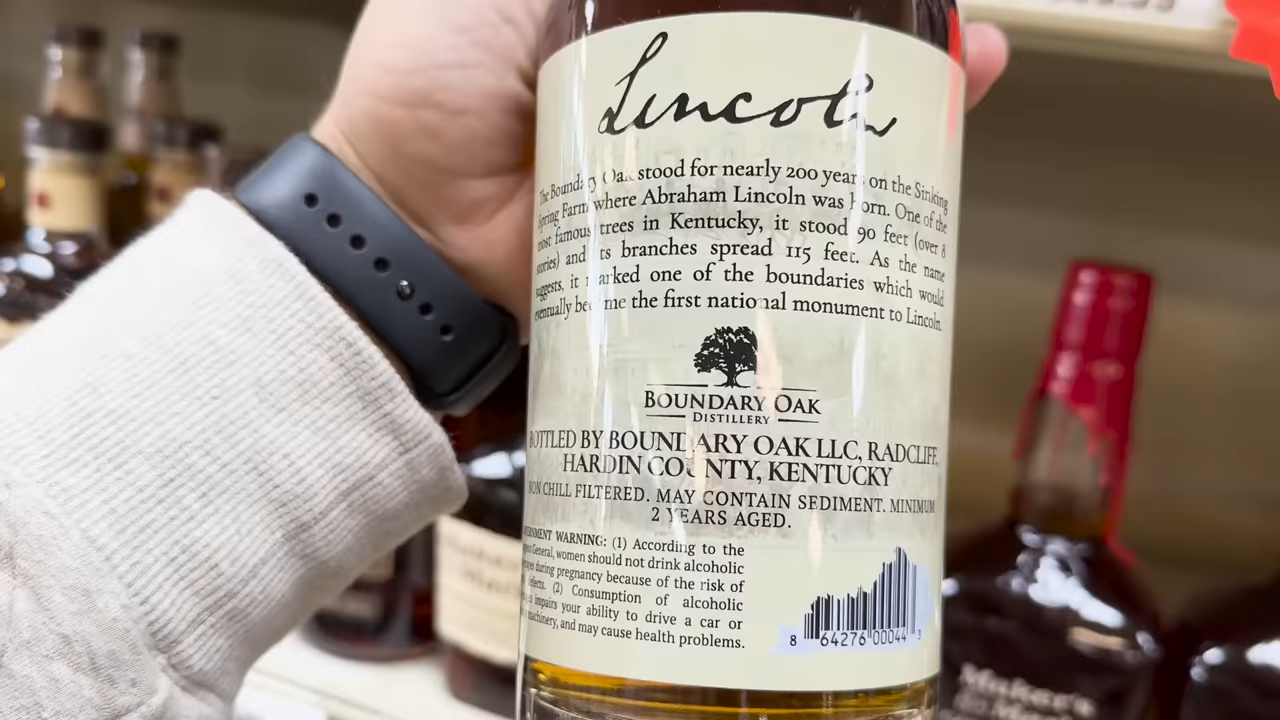 Lincoln
The Boundary Oak stood for nearly 200 years on the Sinking
Spring Farm where Abraham Lincoln was born. One of the
most famous trees in Kentucky, it stood 90 feet (over 8
stories) and its branches spread 115 feet. As the name
suggests, it marked one of the boundaries which would
eventually become the first national monument to Lincoln.
BOUNDARY OAK
DISTILLERY
BOTTLED BY BOUNDARY OAK LLC, RADCLIFF,
HARDIN COUNTY, KENTUCKY
NON CHILL FILTERED. MAY CONTAIN SEDIMENT. MINIMUM
2 YEARS AGED.
GOVERNMENT WARNING: (1) According to the
General, women should not drink alcoholic
during pregnancy because of the risk of
defects. (2) Consumption of alcoholic
impairs your ability to drive a car or
machinery, and may cause health problems.
8 64276 00044 3
Maker's
Mark